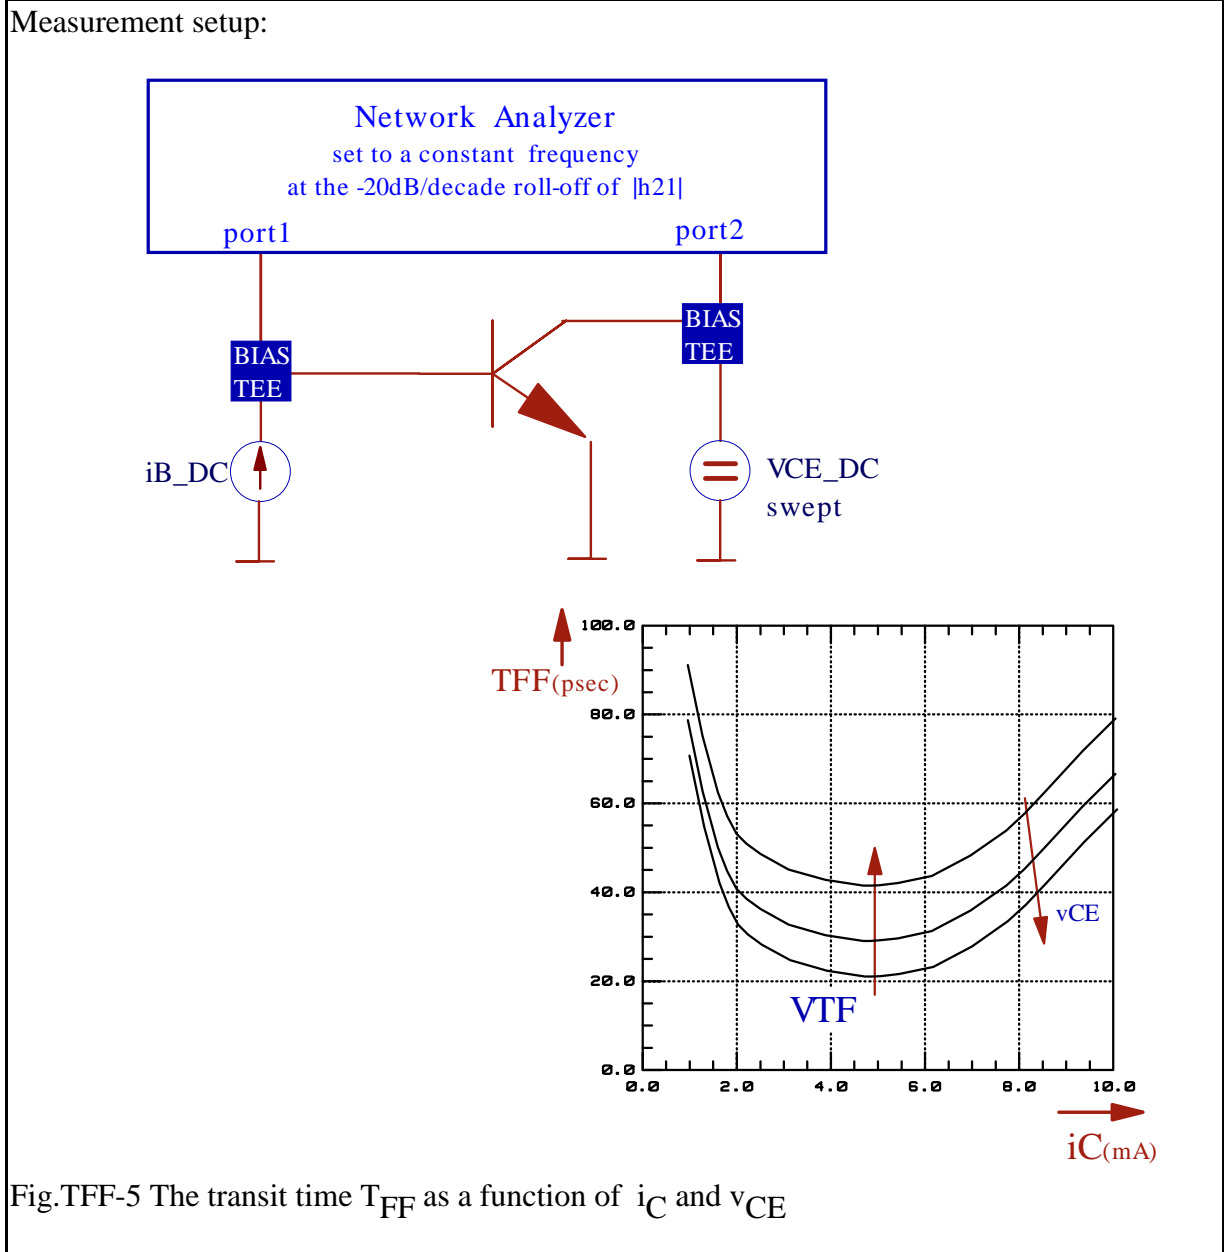 Measurement setup:
Network Analyzer
set to a constant frequency
at the -20dB/decade roll-off of |h21|
port1
port2
BIAS
TEE
BIAS
TEE
iB_DC
VCE_DC
swept
100.0
80.0
60.0
40.0
20.0
0.0
TFF(psec)
vCE
VTF
0.0 2.0 4.0 6.0 8.0 10.0
iC(mA)
Fig.TFF-5 The transit time TFF as a function of iC and vCE